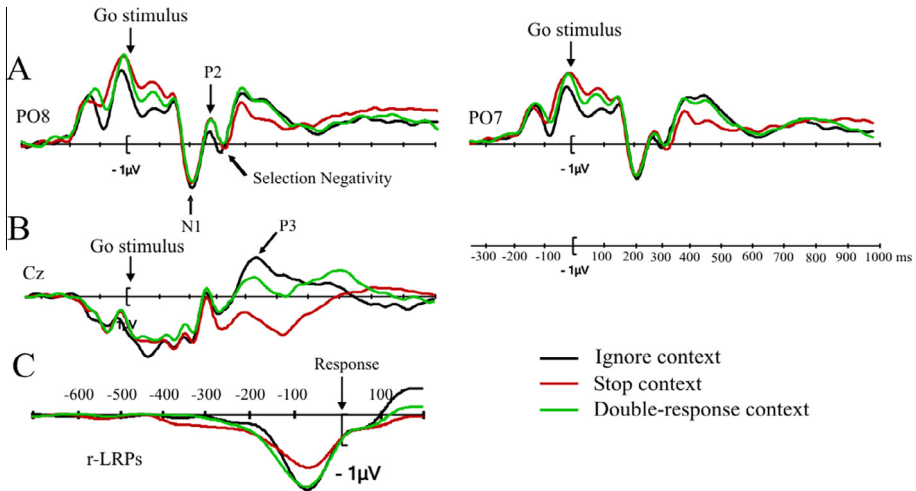 Go stimulus
A
P2
PO8
- 1µV
Selection Negativity
N1
Go stimulus
PO7
- 1µV
-300 -200 -100 100 200 300 400 500 600 700 800 900 1000 ms
- 1µV
B
Go stimulus
P3
Cz
1µV
C
Response
-600 -500 -400 -300 -200 -100 100
r-LRPs
- 1µV
Ignore context
Stop context
Double-response context